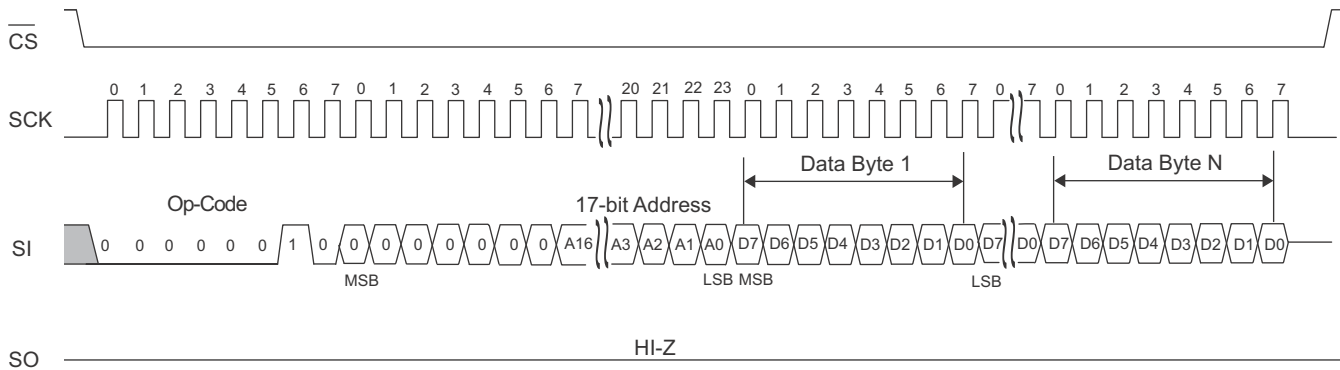 CS
0 1 2 3 4 5 6 7 0 1 2 3 4 5 6 7 20 21 22 23 0 1 2 3 4 5 6 7 0 7 0 1 2 3 4 5 6 7
SCK
Data Byte 1 Data Byte N
Op-Code 17-bit Address
SI 0 0 0 0 0 0 1 0 0 0 0 0 0 0 0 A16 A3 A2 A1 A0 D7 D6 D5 D4 D3 D2 D1 D0 D7 D0 D7 D6 D5 D4 D3 D2 D1 D0
MSB LSB MSB LSB
HI-Z
SO